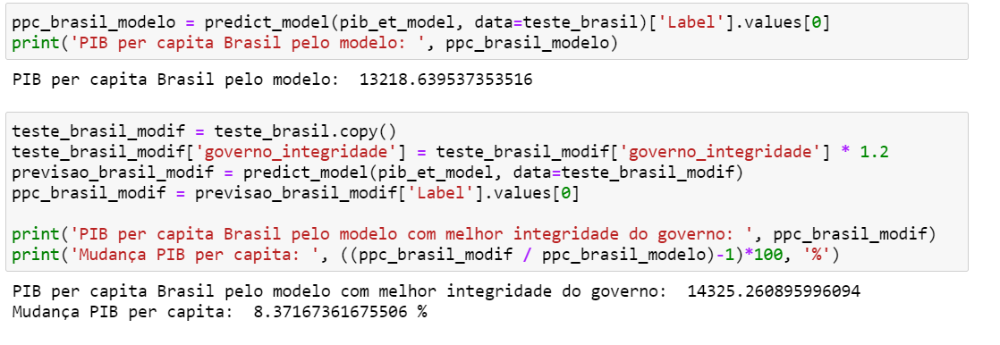 ppc_brasil_modelo = predict_model(pib_et_model, data=teste_brasil)['Label'].values[0]
print('PIB per capita Brasil pelo modelo: ', ppc_brasil_modelo)
PIB per capita Brasil pelo modelo:  13218.639537353516
teste_brasil_modif = teste_brasil.copy()
teste_brasil_modif['governo_integridade'] = teste_brasil_modif['governo_integridade'] * 1.2
previsao_brasil_modif = predict_model(pib_et_model, data=teste_brasil_modif)
ppc_brasil_modif = previsao_brasil_modif['Label'].values[0]
print('PIB per capita Brasil pelo modelo com melhor integridade do governo: ', ppc_brasil_modif)
print('Mudança PIB per capita: ', ((ppc_brasil_modif / ppc_brasil_modelo)-1)*100, '%')
PIB per capita Brasil pelo modelo com melhor integridade do governo:  14325.260895996094
Mudança PIB per capita:  8.37167361675506 %